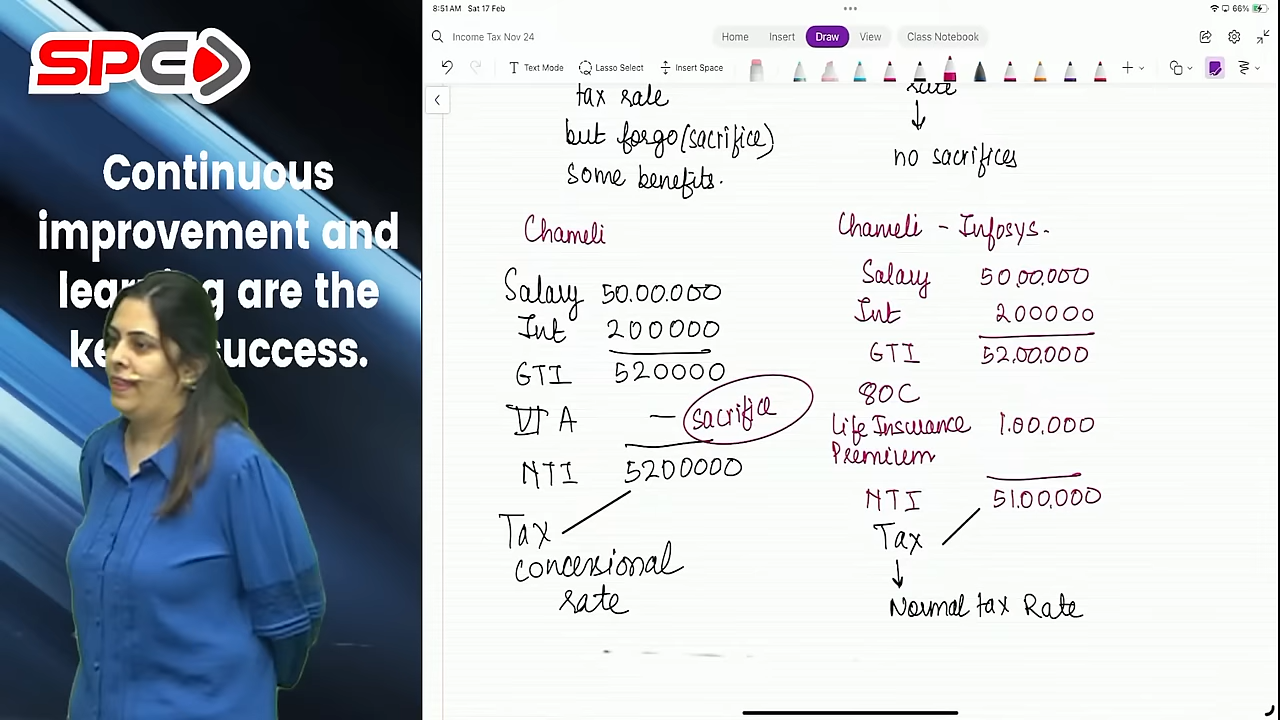 SPC
Continuous
improvement and
are the
success.
8:51 AM Sat 17 Feb
66%
Income Tax Nov 24
Home Insert Draw View Class Notebook
Text Mode Lasso Select Insert Space
tax rate
but forgo (sacrifice)
some benefits.
rate
no sacrifices
Chameli
Salary 50.00.000
Int 200000
GTI 520000
VI A — sacrifice
NTI 5200000
Tax
concessional
rate
Chameli - Infosys.
Salary 50,00,000
Int 200000
GTI 52,00,000
80C
Life Insurance 1,00,000
Premium
NTI 51,00,000
Tax
Normal tax Rate